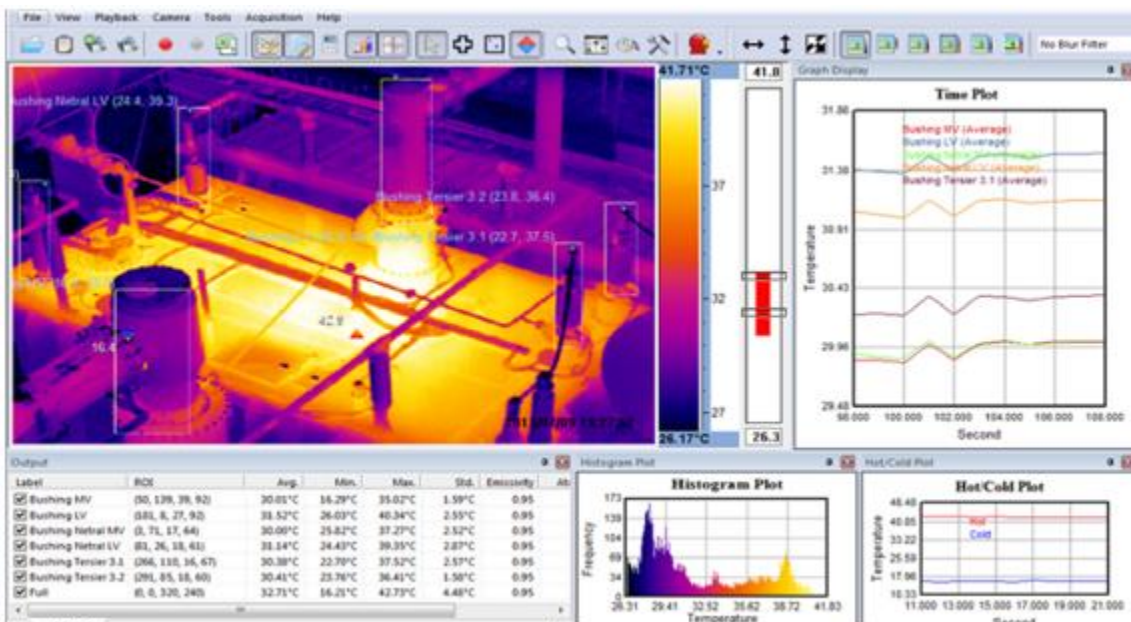 File View Playback Camera Tools Acquisition Help
No Blur Filter
41.71°C
41.8
37
32
27
26.17°C
26.3
Bushing Netral LV (24.4, 39.3)
Bushing Tersier 3.2 (23.8, 36.4)
Bushing Tersier 3.1 (22.7, 37.5)
42.8
16.4
Graph Display
Time Plot
31.86
31.38
30.91
30.43
29.96
29.48
Bushing MV (Average)
Bushing LV (Average)
Bushing Tersier 3.1 (Average)
Temperature
98.000 100.000 102.000 104.000 106.000 108.000
Second
Output
Label ROI Avg. Min. Max. Std. Emissivity
Bushing MV (50, 139, 39, 92) 30.01°C 16.29°C 35.02°C 1.59°C 0.95
Bushing LV (181, 8, 27, 92) 31.52°C 26.03°C 40.34°C 2.55°C 0.95
Bushing Netral MV (3, 71, 17, 64) 30.00°C 25.82°C 37.27°C 2.52°C 0.95
Bushing Netral LV (81, 26, 18, 61) 31.14°C 24.43°C 39.35°C 2.87°C 0.95
Bushing Tersier 3.1 (266, 110, 16, 67) 30.38°C 22.70°C 37.52°C 2.57°C 0.95
Bushing Tersier 3.2 (291, 85, 18, 60) 30.41°C 23.76°C 36.41°C 1.58°C 0.95
Full (0, 0, 320, 240) 32.71°C 16.21°C 42.73°C 4.48°C 0.95
Histogram Plot
Histogram Plot
Frequency
173
138
104
69
34
0
26.31 29.41 32.52 35.62 38.72 41.83
Temperature
Hot/Cold Plot
Hot/Cold Plot
Temperature
48.48
40.85
33.22
25.59
17.96
10.33
Hot
Cold
11.000 13.000 15.000 17.000 19.000 21.000
Second